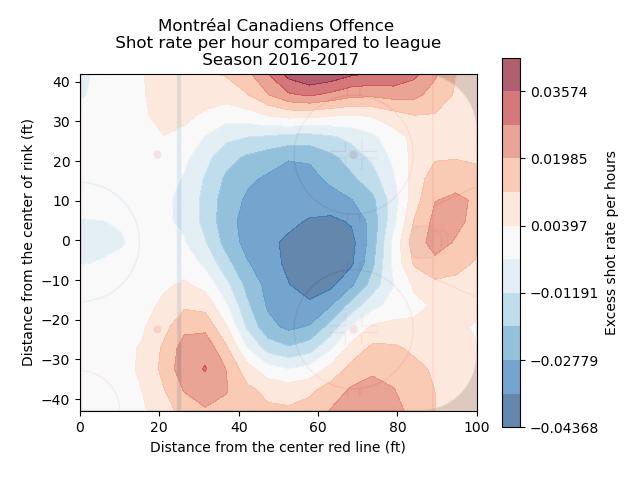 Montréal Canadiens Offence
Shot rate per hour compared to league
Season 2016-2017
40
30
20
10
0
−10
−20
−30
−40
Distance from the center of rink (ft)
0 20 40 60 80 100
Distance from the center red line (ft)
0.03574
0.01985
0.00397
−0.01191
−0.02779
−0.04368
Excess shot rate per hours